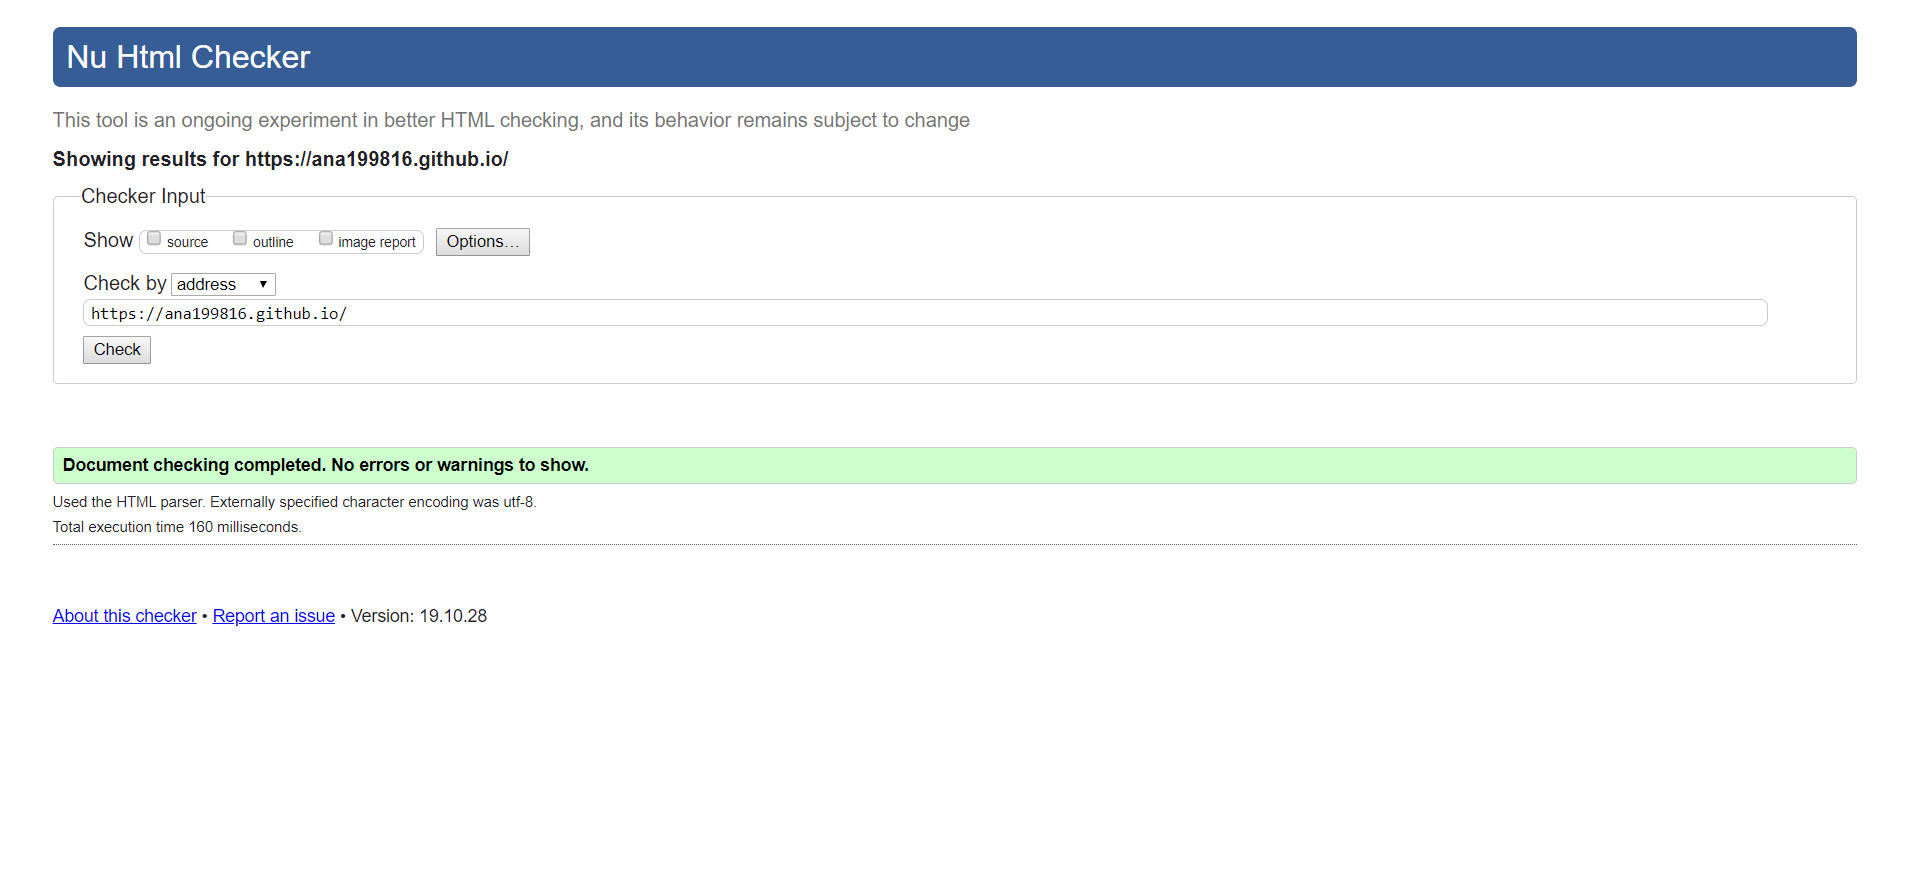 Nu Html Checker
This tool is an ongoing experiment in better HTML checking, and its behavior remains subject to change
Showing results for https://ana199816.github.io/
Checker Input
Show source outline image report Options...
Check by address
https://ana199816.github.io/
Check
Document checking completed. No errors or warnings to show.
Used the HTML parser. Externally specified character encoding was utf-8.
Total execution time 160 milliseconds.
About this checker • Report an issue • Version: 19.10.28